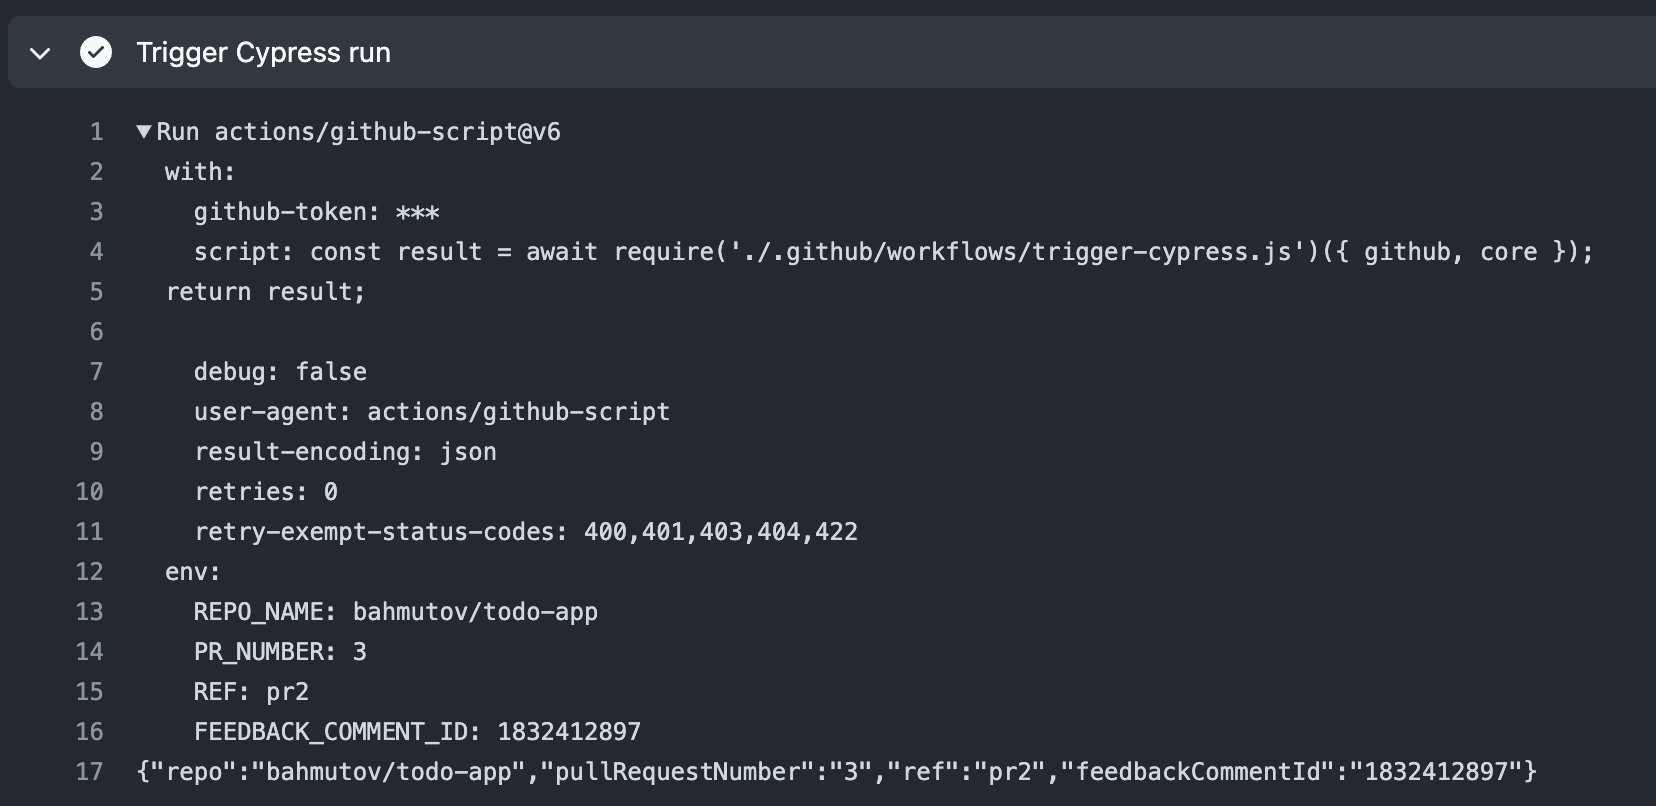 Trigger Cypress run
1 ▼Run actions/github-script@v6
2 with:
3 github-token: ***
4 script: const result = await require('./.github/workflows/trigger-cypress.js')({ github, core });
5 return result;
6
7 debug: false
8 user-agent: actions/github-script
9 result-encoding: json
10 retries: 0
11 retry-exempt-status-codes: 400,401,403,404,422
12 env:
13 REPO_NAME: bahmutov/todo-app
14 PR_NUMBER: 3
15 REF: pr2
16 FEEDBACK_COMMENT_ID: 1832412897
17 {"repo":"bahmutov/todo-app","pullRequestNumber":"3","ref":"pr2","feedbackCommentId":"1832412897"}